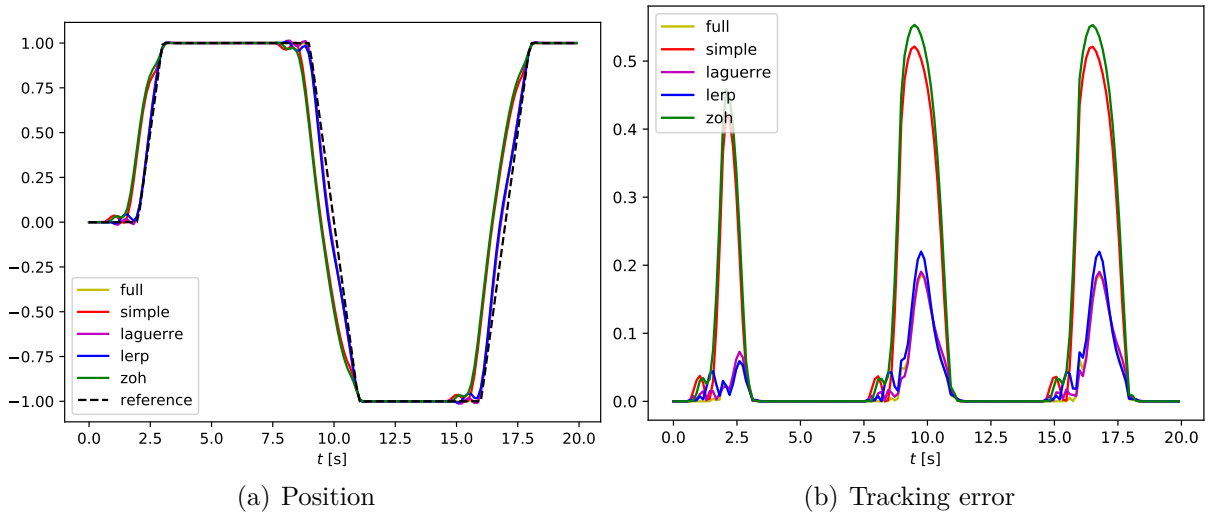 1.00
0.75
0.50
0.25
0.00
−0.25
−0.50
−0.75
−1.00
full
simple
laguerre
lerp
zoh
reference
0.0 2.5 5.0 7.5 10.0 12.5 15.0 17.5 20.0
t [s]
(a) Position
0.5
0.4
0.3
0.2
0.1
0.0
full
simple
laguerre
lerp
zoh
0.0 2.5 5.0 7.5 10.0 12.5 15.0 17.5 20.0
t [s]
(b) Tracking error